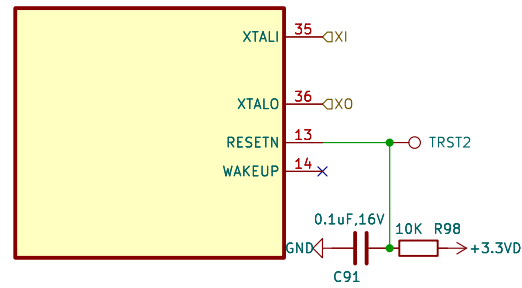 XTALI 35 XI
XTALO 36 XO
RESETN 13 TRST2
WAKEUP 14
0.1uF,16V 10K R98
GND +3.3VD
C91